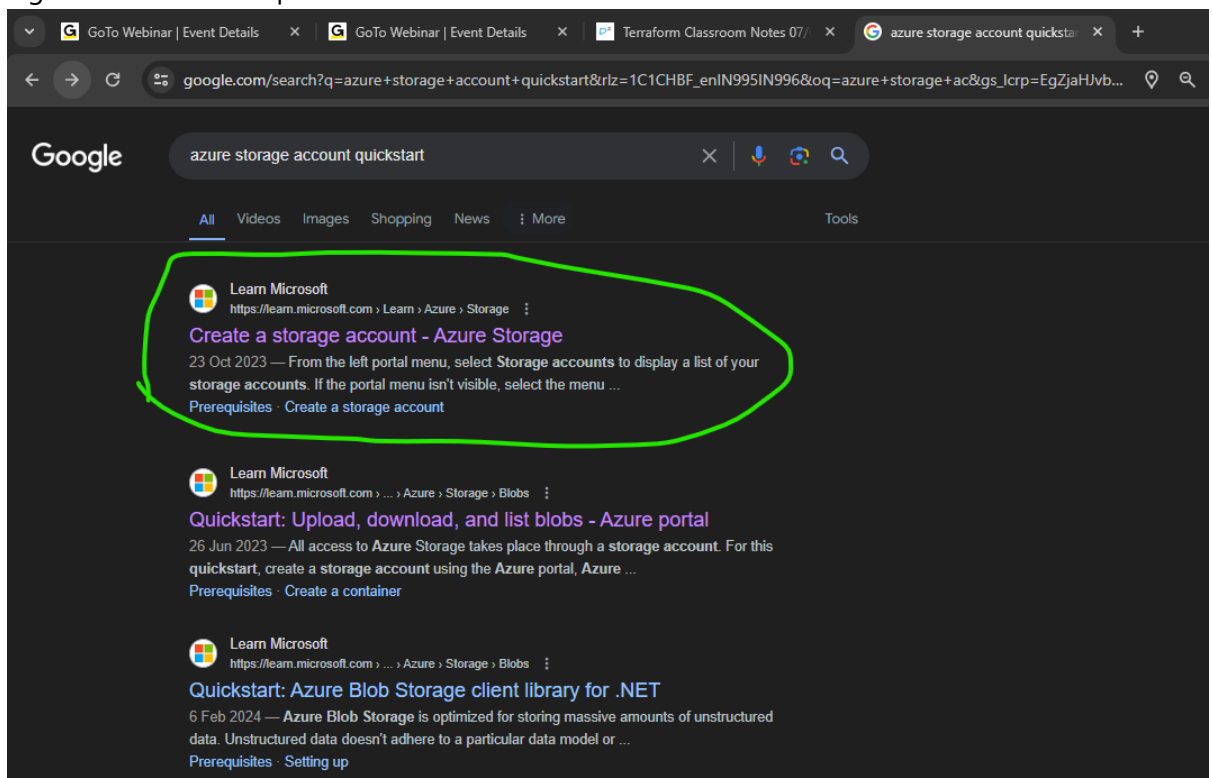 GoTo Webinar | Event Details
GoTo Webinar | Event Details
Terraform Classroom Notes 07/
azure storage account quicksta
google.com/search?q=azure+storage+account+quickstart&rlz=1C1CHBF_enIN995IN996&oq=azure+storage+ac&gs_lcrp=EgZjaHJvb...
Google
azure storage account quickstart
All Videos Images Shopping News More Tools
Learn Microsoft
https://learn.microsoft.com › Learn › Azure › Storage
Create a storage account - Azure Storage
23 Oct 2023 — From the left portal menu, select Storage accounts to display a list of your
storage accounts. If the portal menu isn't visible, select the menu ...
Prerequisites · Create a storage account
Learn Microsoft
https://learn.microsoft.com › ... › Azure › Storage › Blobs
Quickstart: Upload, download, and list blobs - Azure portal
26 Jun 2023 — All access to Azure Storage takes place through a storage account. For this
quickstart, create a storage account using the Azure portal, Azure ...
Prerequisites · Create a container
Learn Microsoft
https://learn.microsoft.com › ... › Azure › Storage › Blobs
Quickstart: Azure Blob Storage client library for .NET
6 Feb 2024 — Azure Blob Storage is optimized for storing massive amounts of unstructured
data. Unstructured data doesn't adhere to a particular data model or ...
Prerequisites · Setting up